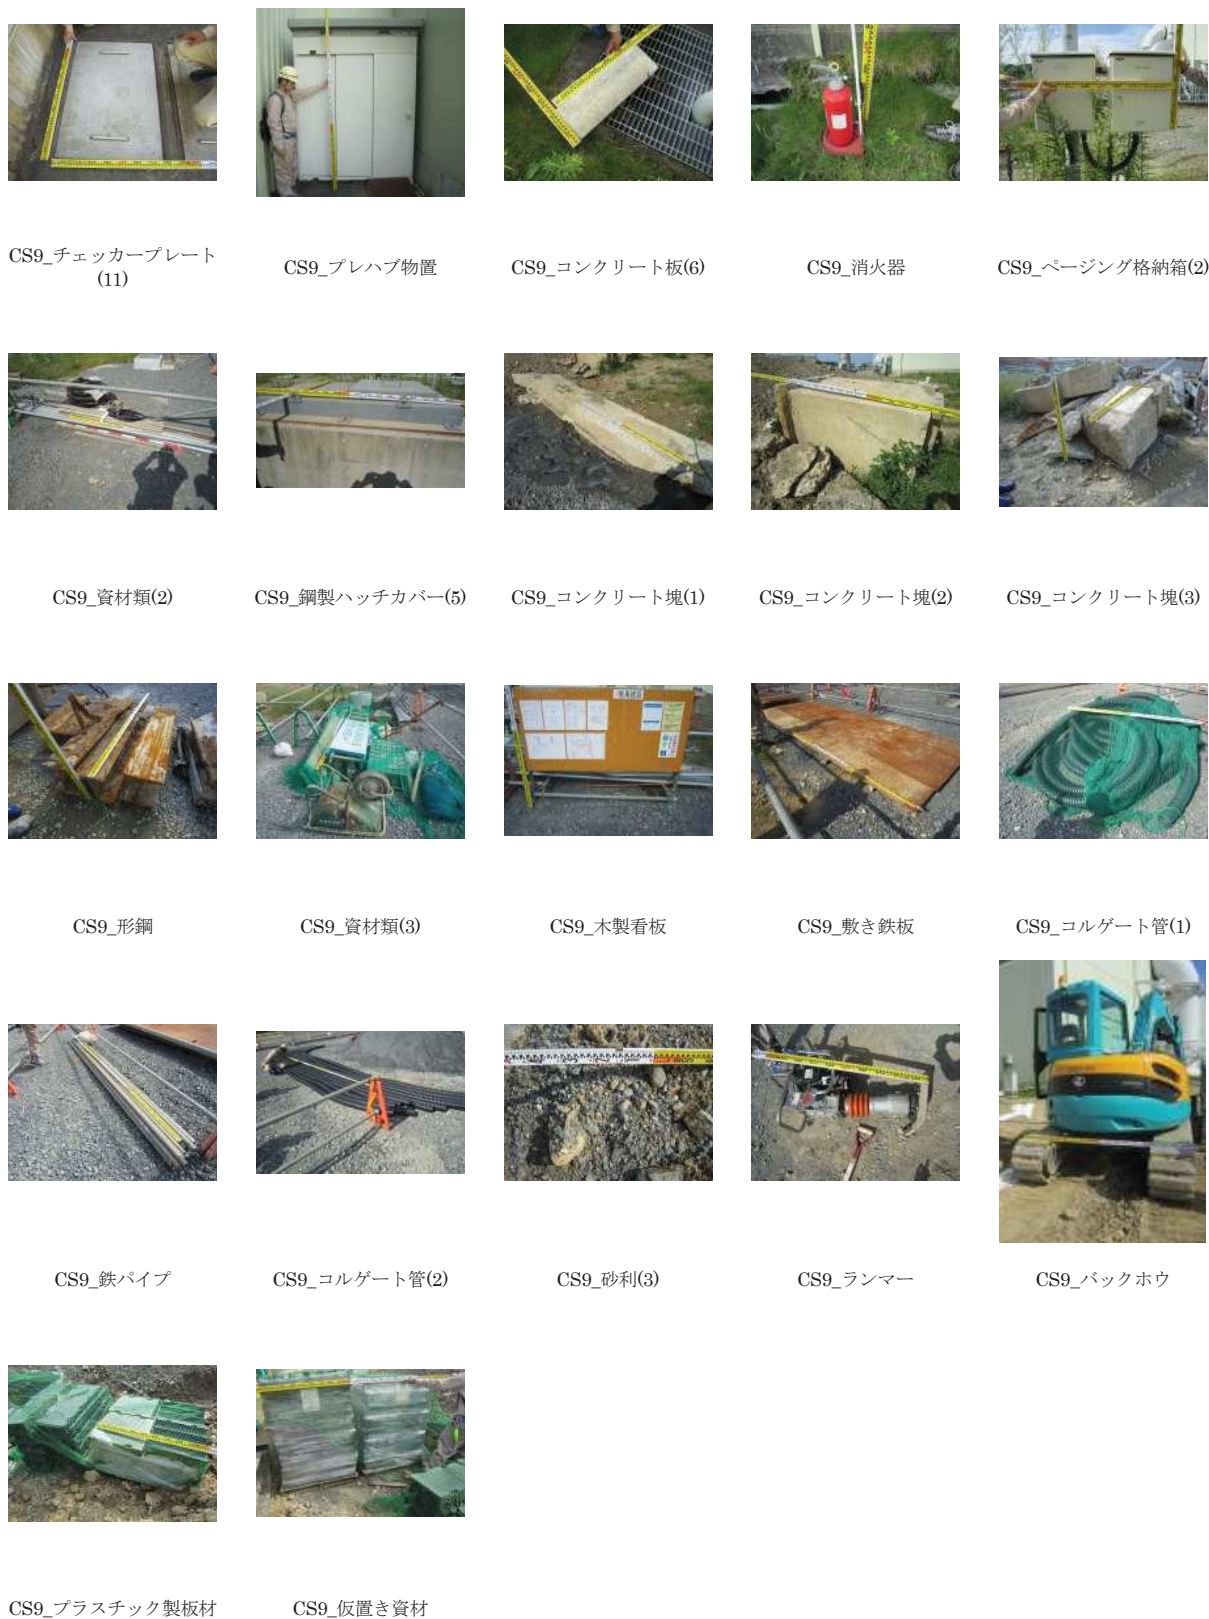 CS9_チェッカープレート
(11)
CS9_プレハブ物置
CS9_コンクリート板(6)
CS9_消火器
CS9_ページング格納箱(2)
CS9_資材類(2)
CS9_鋼製ハッチカバー(5)
CS9_コンクリート塊(1)
CS9_コンクリート塊(2)
CS9_コンクリート塊(3)
CS9_形鋼
CS9_資材類(3)
CS9_木製看板
CS9_敷き鉄板
CS9_コルゲート管(1)
CS9_鉄パイプ
CS9_コルゲート管(2)
CS9_砂利(3)
CS9_ランマー
CS9_バックホウ
CS9_プラスチック製板材
CS9_仮置き資材